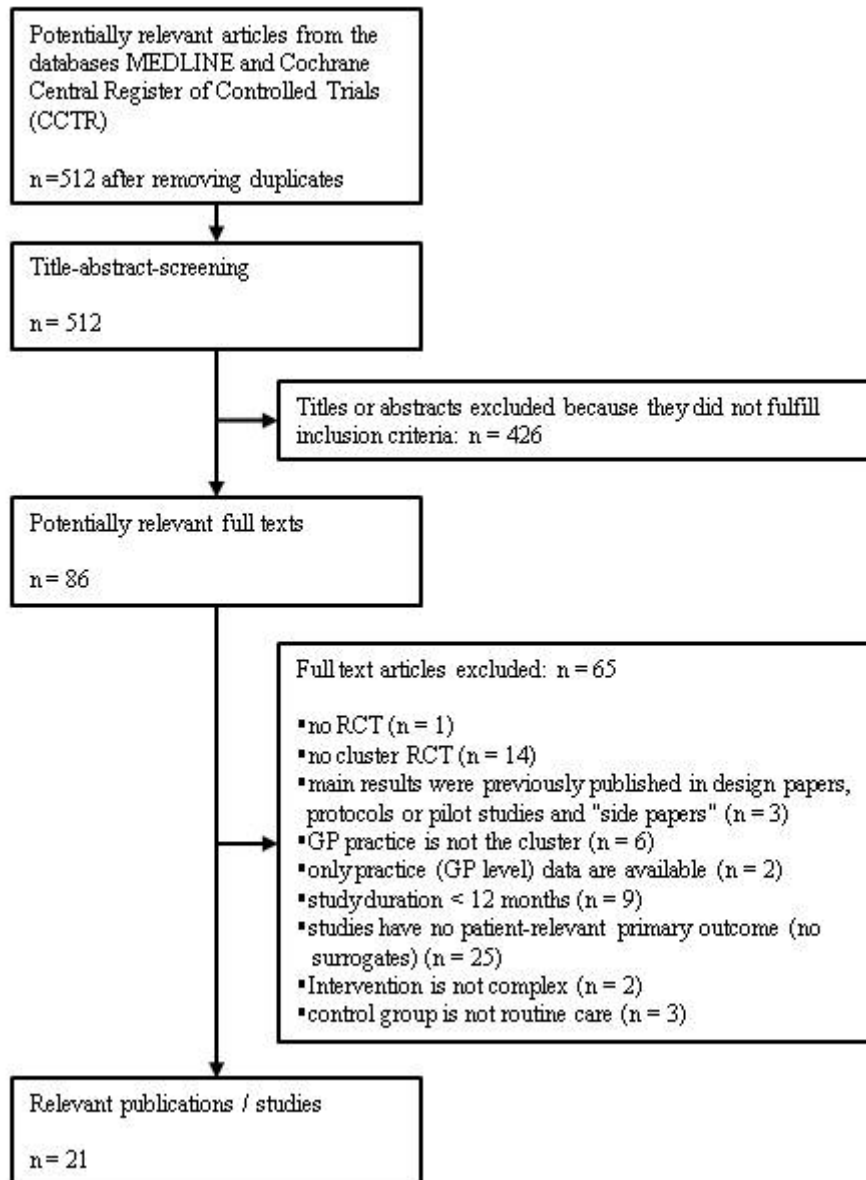 Potentially relevant articles from the
databases MEDLINE and Cochrane
Central Register of Controlled Trials
(CCTR)
n=512 after removing duplicates
Title-abstract-screening
n = 512
Titles or abstracts excluded because they did not fulfill
inclusion criteria: n = 426
Potentially relevant full texts
n = 86
Full text articles excluded: n = 65
▪no RCT (n = 1)
▪no cluster RCT (n = 14)
▪main results were previously published in design papers,
protocols or pilot studies and "side papers" (n = 3)
▪GP practice is not the cluster (n = 6)
▪only practice (GP level) data are available (n = 2)
▪study duration < 12 months (n = 9)
▪studies have no patient-relevant primary outcome (no
surrogates) (n = 25)
▪Intervention is not complex (n = 2)
▪control group is not routine care (n = 3)
Relevant publications / studies
n = 21